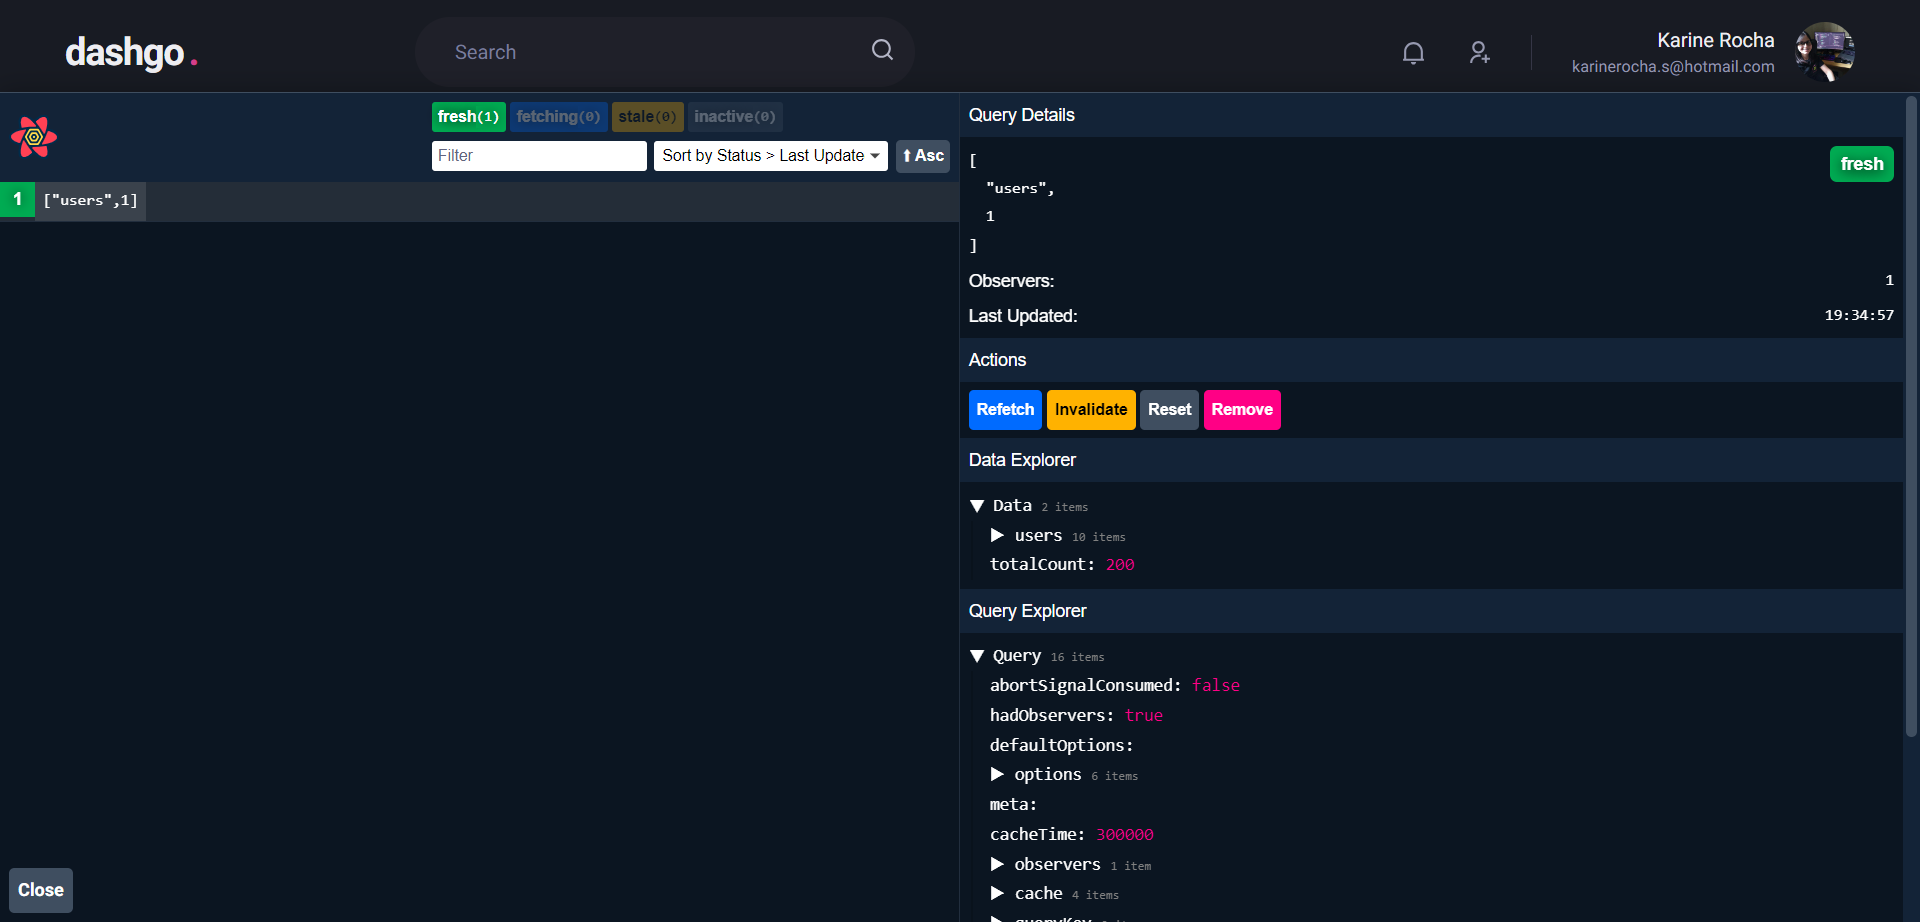 dashgo.
Search
Karine Rocha
karinerocha.s@hotmail.com
fresh(1) fetching(0) stale(0) inactive(0)
Filter Sort by Status > Last Update Asc
1 ["users",1]
Close
Query Details
[
"users",
1
]
fresh
Observers: 1
Last Updated: 19:34:57
Actions
Refetch Invalidate Reset Remove
Data Explorer
Data 2 items
users 10 items
totalCount: 200
Query Explorer
Query 16 items
abortSignalConsumed: false
hadObservers: true
defaultOptions:
options 6 items
meta:
cacheTime: 300000
observers 1 item
cache 4 items